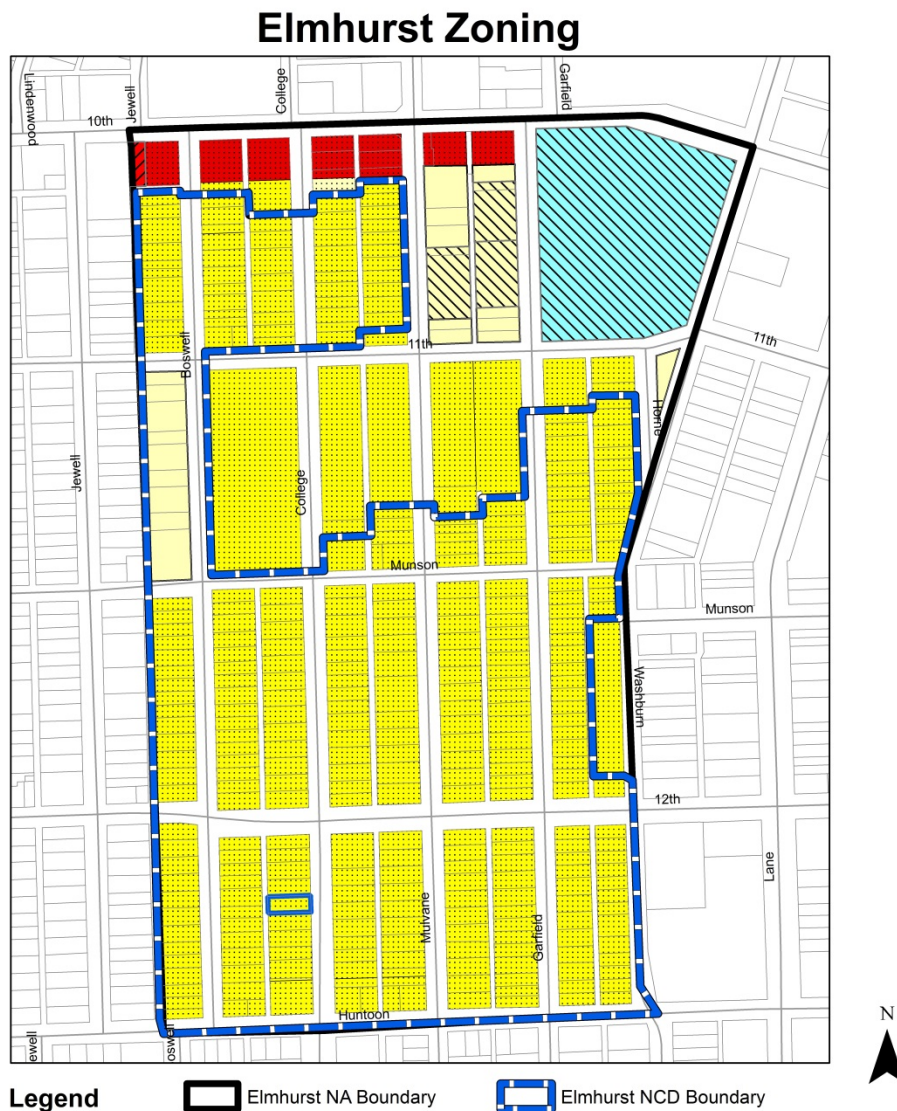 Elmhurst Zoning
Lindenwood
Jewell
College
Garfield
10th
Boswell
11th
11th
Horne
Jewell
College
Munson
Munson
Washburn
12th
Lane
Mulvane
Garfield
Huntoon
ewell
oswell
N
Legend
Elmhurst NA Boundary
Elmhurst NCD Boundary